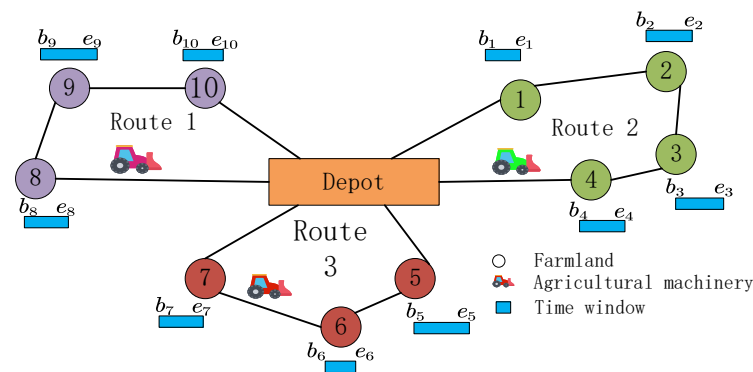 b₉ e₉
b₁₀ e₁₀
b₁ e₁
b₂ e₂
9
10
1
2
Route 1
Route 2
8
Depot
3
4
b₈ e₈
b₄ e₄
b₃ e₃
Route
3
7
5
6
b₇ e₇
b₅ e₅
b₆ e₆
Farmland
Agricultural machinery
Time window